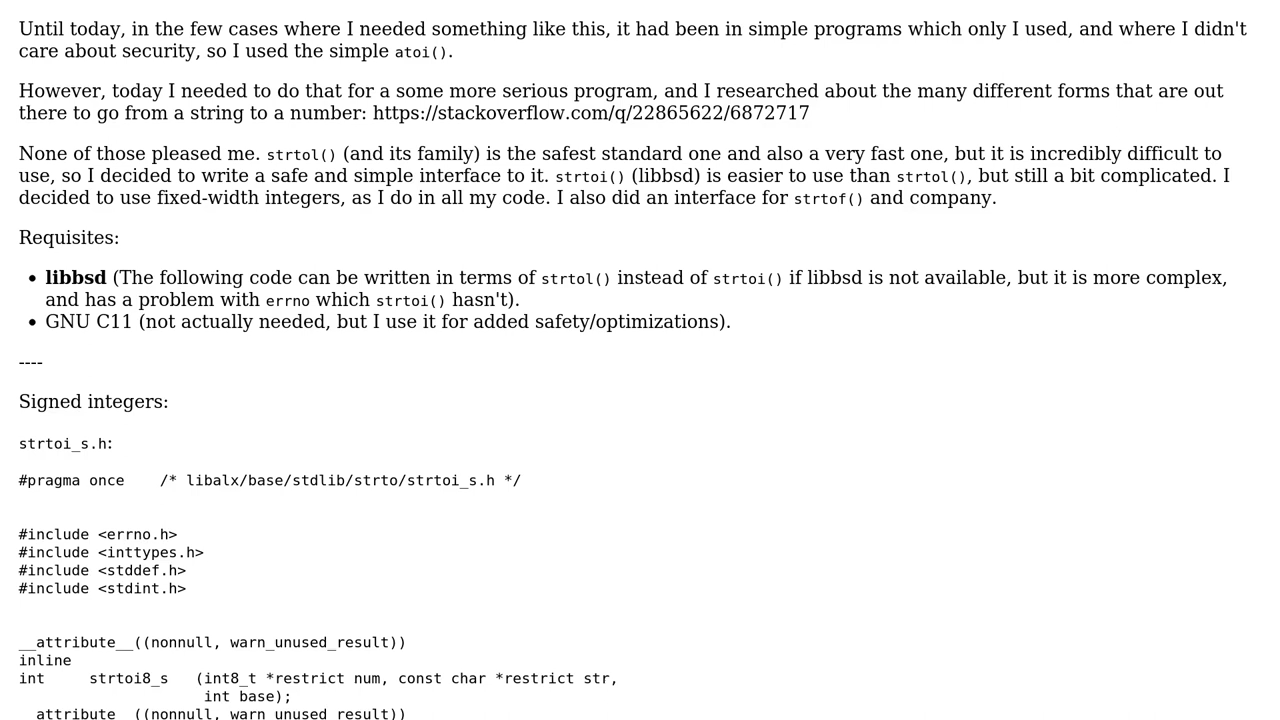 Until today, in the few cases where I needed something like this, it had been in simple programs which only I used, and where I didn't
care about security, so I used the simple atoi().
However, today I needed to do that for a some more serious program, and I researched about the many different forms that are out
there to go from a string to a number: https://stackoverflow.com/q/22865622/6872717
None of those pleased me. strtol() (and its family) is the safest standard one and also a very fast one, but it is incredibly difficult to
use, so I decided to write a safe and simple interface to it. strtoi() (libbsd) is easier to use than strtol(), but still a bit complicated. I
decided to use fixed-width integers, as I do in all my code. I also did an interface for strtof() and company.
Requisites:
• libbsd (The following code can be written in terms of strtol() instead of strtoi() if libbsd is not available, but it is more complex,
and has a problem with errno which strtoi() hasn't).
• GNU C11 (not actually needed, but I use it for added safety/optimizations).
----
Signed integers:
strtoi_s.h:
#pragma once    /* libalx/base/stdlib/strto/strtoi_s.h */
#include <errno.h>
#include <inttypes.h>
#include <stddef.h>
#include <stdint.h>
__attribute__((nonnull, warn_unused_result))
inline
int     strtoi8_s   (int8_t *restrict num, const char *restrict str,
                     int base);
__attribute__((nonnull, warn_unused_result))